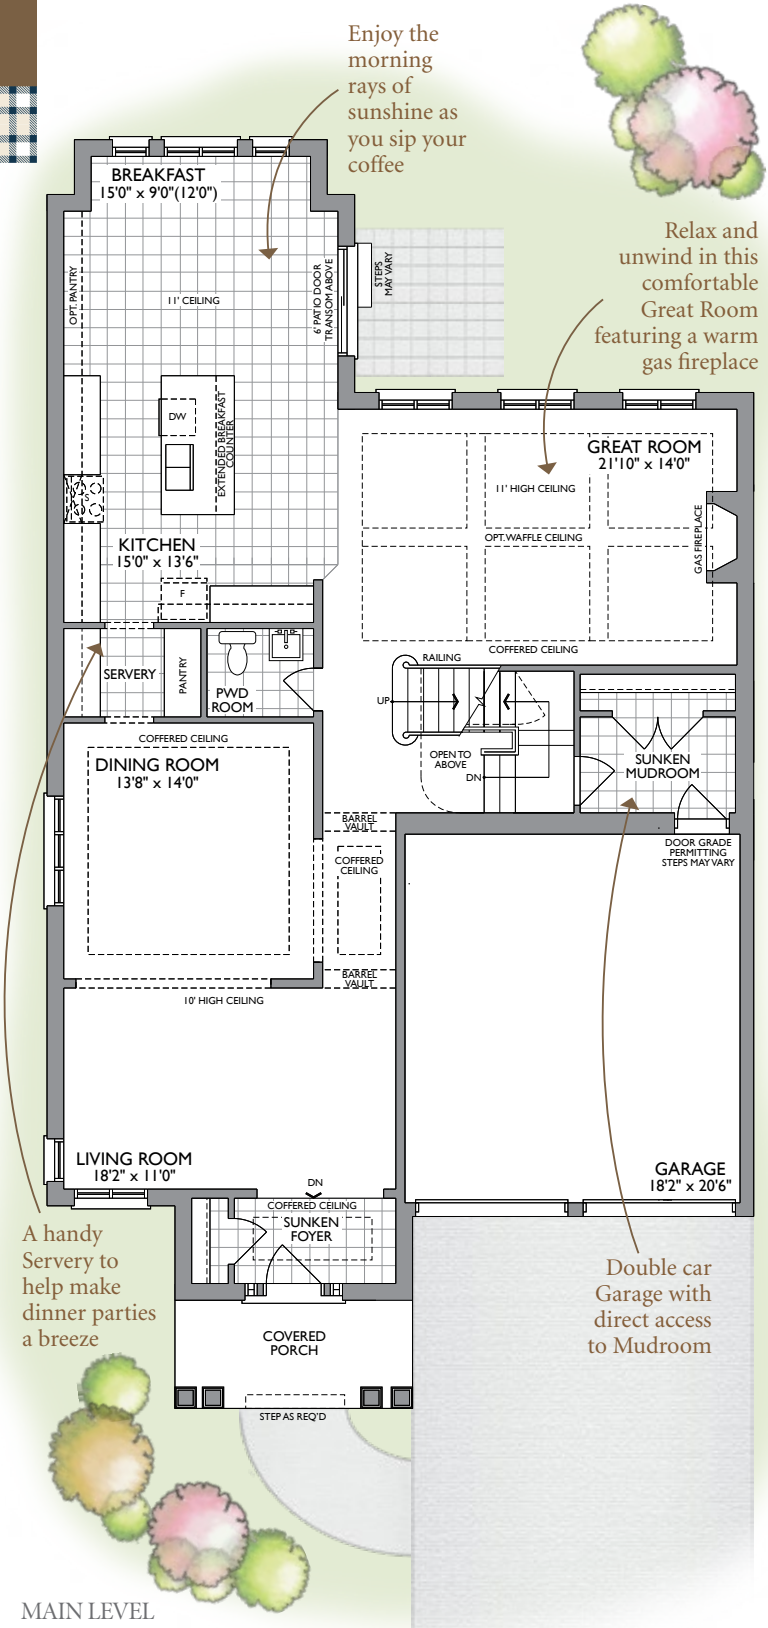 Enjoy the
morning
rays of
sunshine as
you sip your
coffee
BREAKFAST
15'0" x 9'0"(12'0")
Relax and
unwind in this
comfortable
Great Room
featuring a warm
gas fireplace
OPT. PANTRY
11' CEILING
6' PATIO DOOR
TRANSOM ABOVE
STEPS
MAY VARY
DW
EXTENDED BREAKFAST
COUNTER
S
GREAT ROOM
21'10" x 14'0"
11' HIGH CEILING
OPT. WAFFLE CEILING
GAS FIREPLACE
COFFERED CEILING
KITCHEN
15'0" x 13'6"
F
SERVERY
PANTRY
PWD
ROOM
RAILING
UP
OPEN TO
ABOVE
DN
SUNKEN
MUDROOM
COFFERED CEILING
DINING ROOM
13'8" x 14'0"
BARREL
VAULT
COFFERED
CEILING
BARREL
VAULT
DOOR GRADE
PERMITTING
STEPS MAY VARY
10' HIGH CEILING
LIVING ROOM
18'2" x 11'0"
GARAGE
18'2" x 20'6"
DN
COFFERED CEILING
SUNKEN
FOYER
A handy
Servery to
help make
dinner parties
a breeze
Double car
Garage with
direct access
to Mudroom
COVERED
PORCH
STEP AS REQ'D
MAIN LEVEL